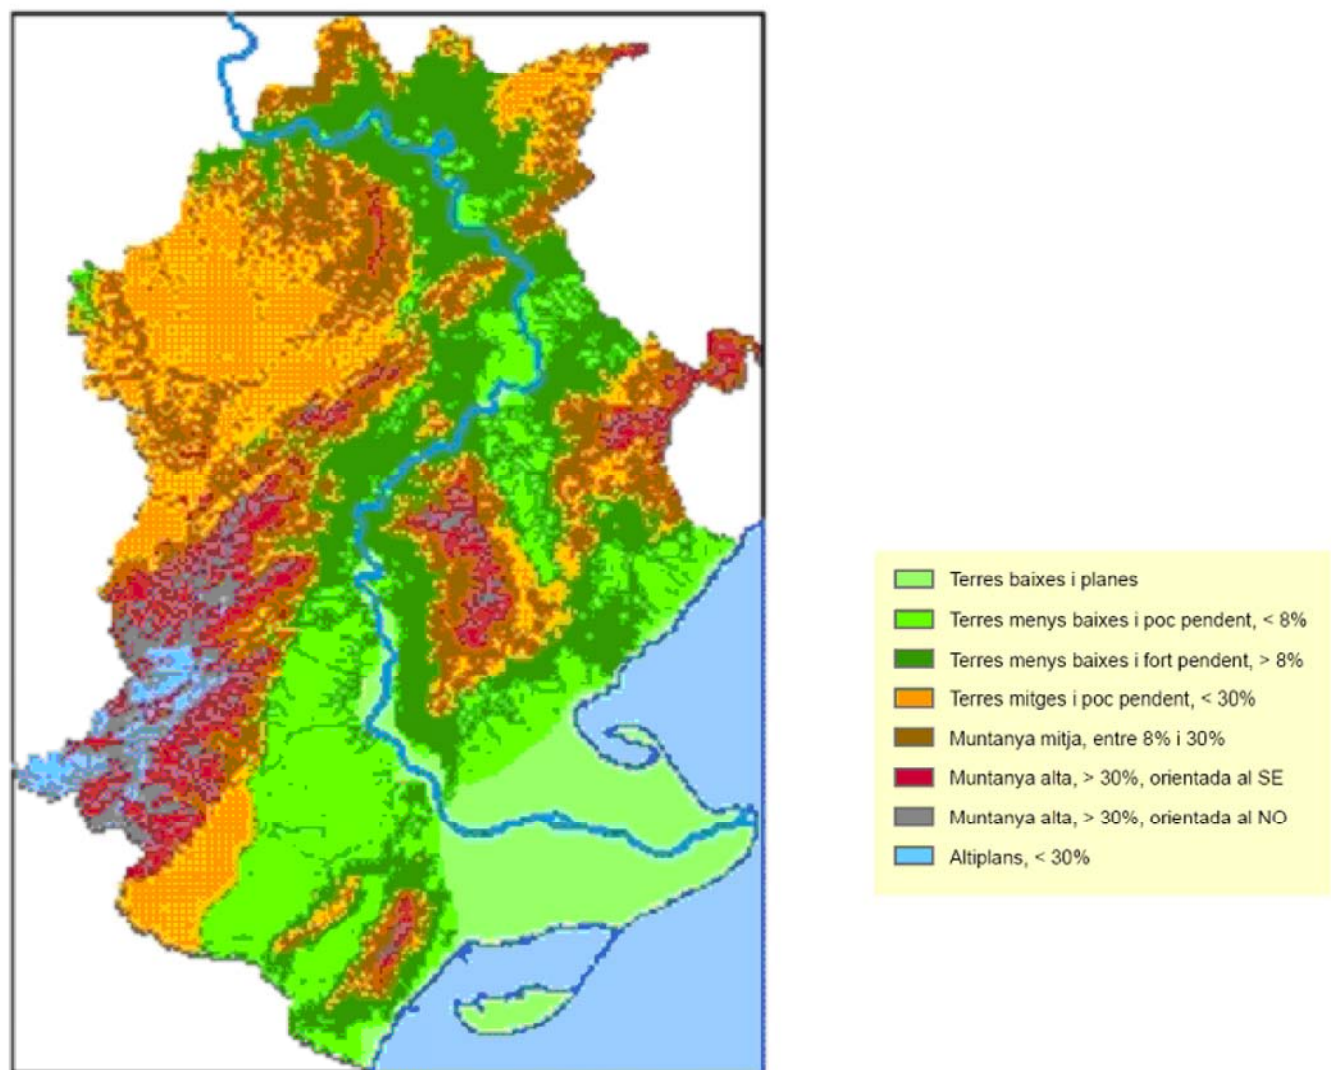 Terres baixes i planes
Terres menys baixes i poc pendent, < 8%
Terres menys baixes i fort pendent, > 8%
Terres mitges i poc pendent, < 30%
Muntanya mitja, entre 8% i 30%
Muntanya alta, > 30%, orientada al SE
Muntanya alta, > 30%, orientada al NO
Altiplans, < 30%